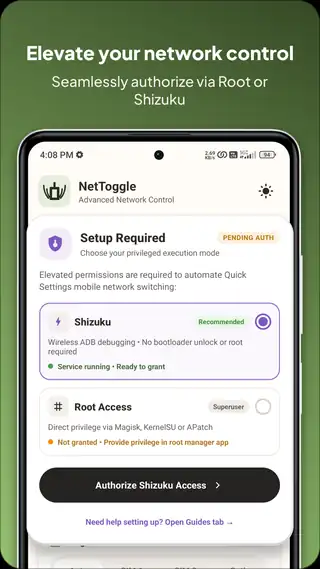 Elevate your network control
Seamlessly authorize via Root or
Shizuku
4:08 PM
2.69
KB/s
94
NetToggle
Advanced Network Control
Setup Required
PENDING AUTH
Choose your privileged execution mode
Elevated permissions are required to automate Quick
Settings mobile network switching:
Shizuku
Recommended
Wireless ADB debugging • No bootloader unlock or root
required
Service running • Ready to grant
Root Access
Superuser
Direct privilege via Magisk, KernelSU or APatch
Not granted • Provide privilege in root manager app
Authorize Shizuku Access
Need help setting up? Open Guides tab →